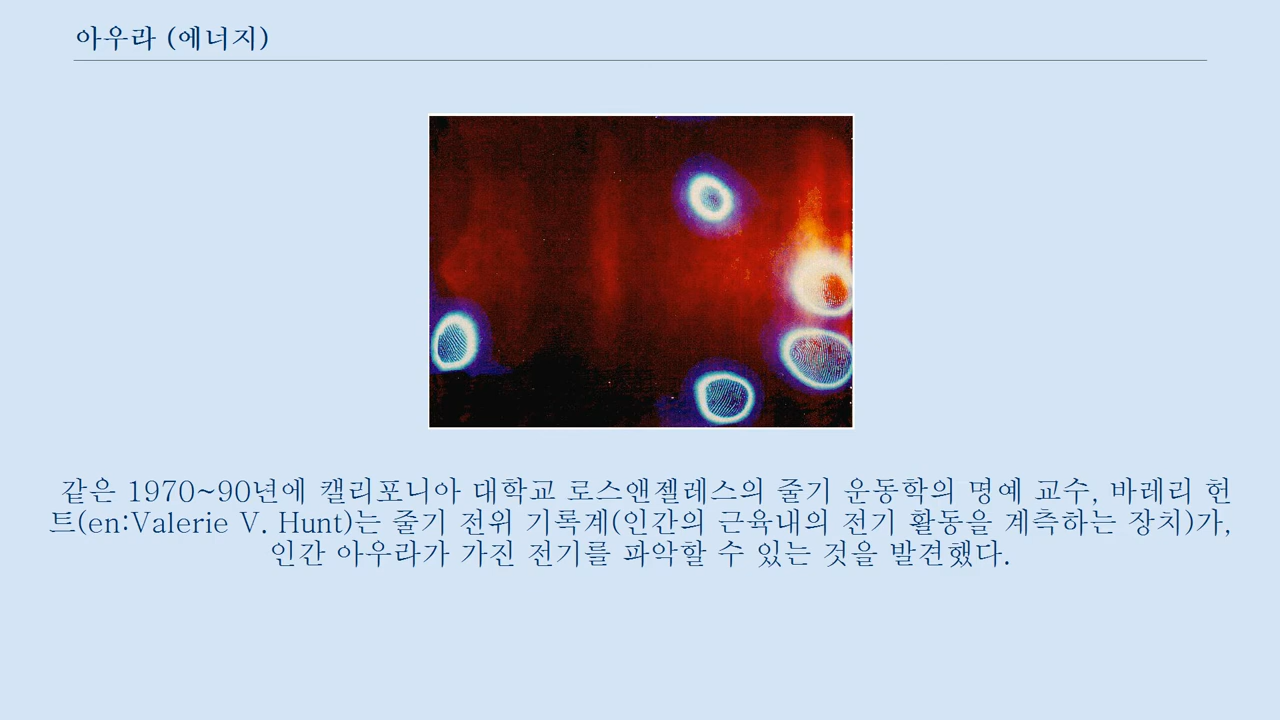 아우라 (에너지)
같은 1970~90년에 캘리포니아 대학교 로스앤젤레스의 줄기 운동학의 명예 교수, 바레리 헌
트(en:Valerie V. Hunt)는 줄기 전위 기록계(인간의 근육내의 전기 활동을 계측하는 장치)가,
인간 아우라가 가진 전기를 파악할 수 있는 것을 발견했다.